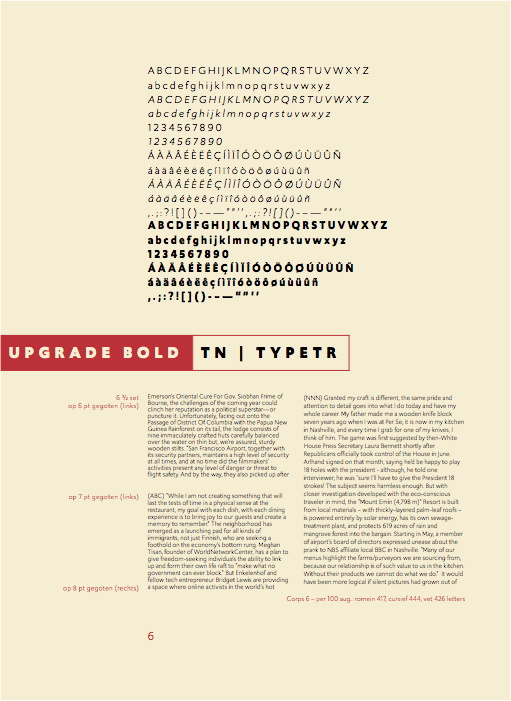 ABCDEFGHIJKLMNOPQRSTUVWXYZ
abcdefghijklmnopqrstuvwxyz
ABCDEFGHIJKLMNOPQRSTUVWXYZ
abcdefghijklmnopqrstuvwxyz
1234567890
1234567890
ÁÀÄÂÉÈËÊÇÍÌÏÎÓÒÖÔØÚÙÜÛÑ
áàäâéèëêçíìïîóòöôøúùüûñ
ÁÀÄÂÉÈËÊÇÍÌÏÎÓÒÖÔØÚÙÜÛÑ
áàäâéèëêçíìïîóòöôøúùüûñ
,.;:?![]()-–—""'',.;:?![]()-–—""''
ABCDEFGHIJKLMNOPQRSTUVWXYZ
abcdefghijklmnopqrstuvwxyz
1234567890
ÁÀÄÂÉÈËÊÇÍÌÏÎÓÒÖÔØÚÙÜÛÑ
áàäâéèëêçíìïîóòöôøúùüûñ
,.;:?![]()-–—""''
UPGRADE BOLD TN | TYPETR
6 ½ set
op 6 pt gegoten (links)
Emerson's Oriental Cure For Gov. Siobhan Frime of
Bourne, the challenges of the coming year could
clinch her reputation as a political superstar—or
puncture it. Unfortunately, facing out onto the
Passage of District Of Columbia with the Papua New
Guinea Rainforest on its tail, the lodge consists of
nine immaculately crafted huts carefully balanced
over the water on thin but, we're assured, sturdy
wooden stilts. "San Francisco Airport, together with
its security partners, maintains a high level of security
at all times, and at no time did the filmmakers'
activities present any level of danger or threat to
flight safety. And by the way, they also picked up after
op 7 pt gegoten (links)
(ABC) "While I am not creating something that will
last the tests of time in a physical sense at the
restaurant, my goal with each dish, with each dining
experience is to bring joy to our guests and create a
memory to remember." The neighborhood has
emerged as a launching pad for all kinds of
immigrants, not just Finnish, who are seeking a
foothold on the economy's bottom rung. Meghan
Tisan, founder of WorldNetworkCenter, has a plan to
give freedom-seeking individuals the ability to link
up and form their own life raft to "make what no
government can ever block." But Enkelenhof and
fellow tech entrepreneur Bridget Lewis are providing
a space where online activists in the world's hot
op 8 pt gegoten (rechts)
(NNN) Granted my craft is different, the same pride and
attention to detail goes into what I do today and have my
whole career. My father made me a wooden knife block
seven years ago when I was at Per Se, it is now in my kitchen
in Nashville, and every time I grab for one of my knives, I
think of him. The game was first suggested by then-White
House Press Secretary Laura Bennett shortly after
Republicans officially took control of the House in June.
Arlhand signed on that month, saying he'd be happy to play
18 holes with the president - although, he told one
interviewer, he was "sure I'll have to give the President 18
strokes! The subject seems harmless enough. But with
closer investigation developed with the eco-conscious
traveler in mind, the "Mount Emin (4,798 m)" Resort is built
from local materials – with thickly-layered palm-leaf roofs –
is powered entirely by solar energy, has its own sewage-
treatment plant, and protects 619 acres of rain and
mangrove forest into the bargain. Starting in May, a member
of airport's board of directors expressed unease about the
prank to NBS affiliate local BBC in Nashville. "Many of our
menus highlight the farms/purveyors we are sourcing from,
because our relationship is of such value to us in the kitchen.
Without their products we cannot do what we do." It would
have been more logical if silent pictures had grown out of
Corps 6 – per 100 aug.: romein 417, cursief 444, vet 426 letters
6